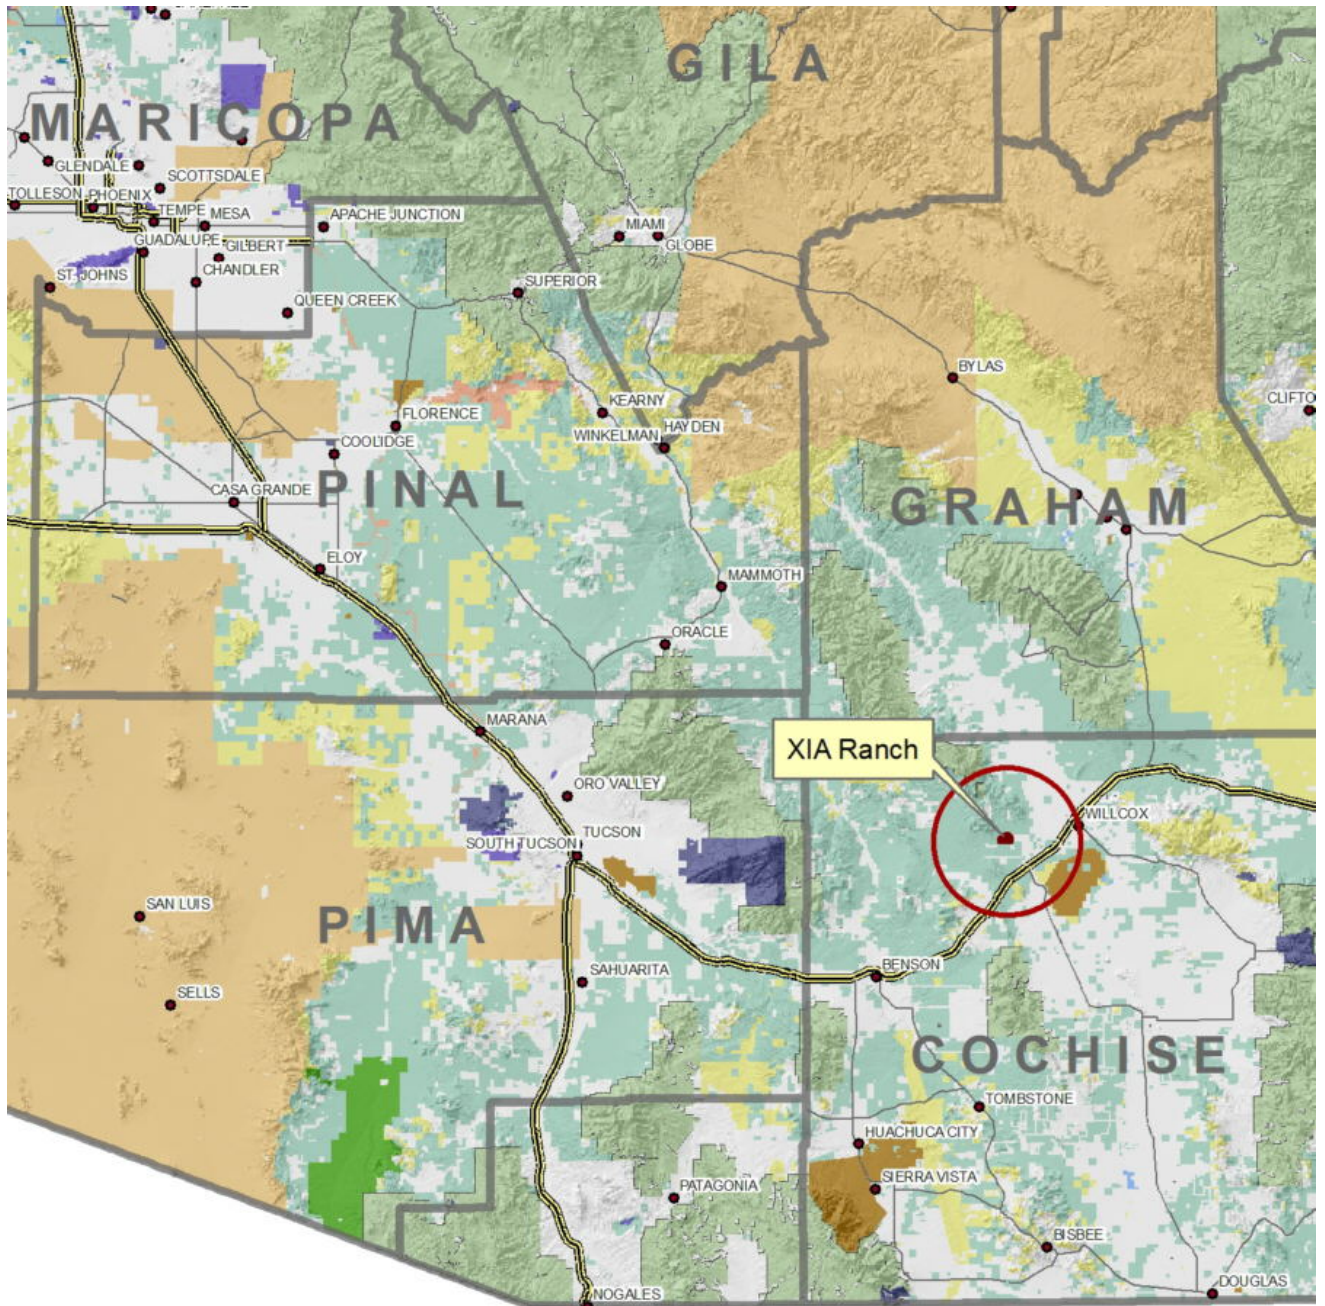 GILA
MARICOPA
GLENDALE
SCOTTSDALE
TOLLESON
PHOENIX
TEMPE
MESA
APACHE JUNCTION
MIAMI
GUADALUPE
GILBERT
GLOBE
ST. JOHNS
CHANDLER
SUPERIOR
QUEEN CREEK
BYLAS
CLIFTO
FLORENCE
KEARNY
COOLIDGE
WINKELMAN
HAYDEN
PINAL
CASA GRANDE
GRAHAM
ELOY
MAMMOTH
ORACLE
MARANA
XIA Ranch
ORO VALLEY
WILLCOX
TUCSON
SOUTH TUCSON
SAN LUIS
PIMA
SAHUARITA
BENSON
SELLS
COCHISE
TOMBSTONE
HUACHUCA CITY
PATAGONIA
SIERRA VISTA
BISBEE
DOUGLAS
NOGALES